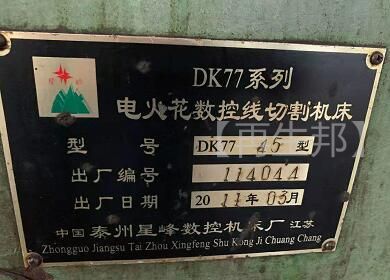 DK77系列
电火花数控线切割机床
型 号 DK77 45 型
出厂编号 114044
出厂日期 2011年03月
中国泰州星峰数控机床厂 江苏
Zhongguo Jiangsu Tai Zhou Xingfeng Shu Kong Ji Chuang Chang
【再生邦】